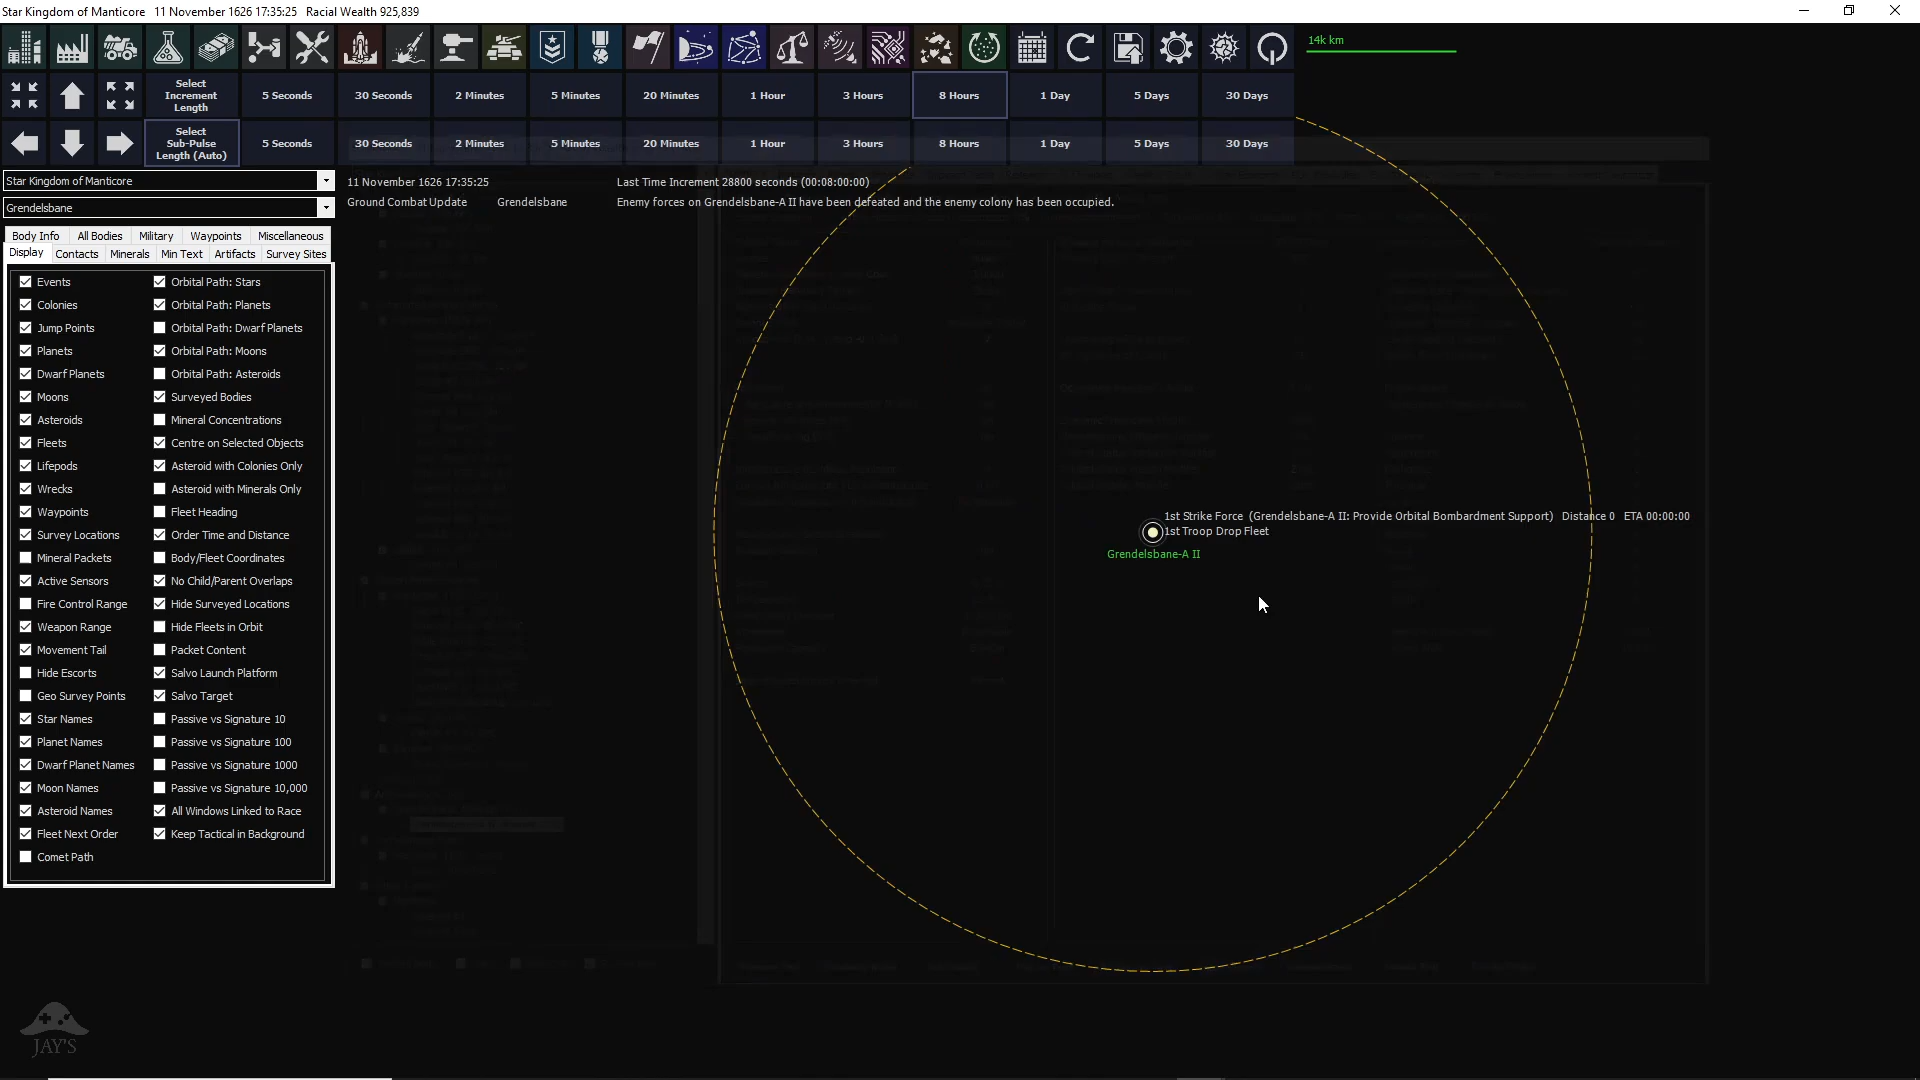 Star Kingdom of Manticore 11 November 1626 17:35:25 Racial Wealth 925,839
14k km
Select Increment Length 5 Seconds 30 Seconds 2 Minutes 5 Minutes 20 Minutes 1 Hour 3 Hours 8 Hours 1 Day 5 Days 30 Days
Select Sub-Pulse Length (Auto) 5 Seconds 30 Seconds 2 Minutes 5 Minutes 20 Minutes 1 Hour 3 Hours 8 Hours 1 Day 5 Days 30 Days
Star Kingdom of Manticore
Grendelsbane
11 November 1626 17:35:25 Last Time Increment 28800 seconds (00:08:00:00)
Ground Combat Update Grendelsbane Enemy forces on Grendelsbane-A II have been defeated and the enemy colony has been occupied.
Body Info All Bodies Military Waypoints Miscellaneous
Display Contacts Minerals Min Text Artifacts Survey Sites
Events Orbital Path: Stars
Colonies Orbital Path: Planets
Jump Points Orbital Path: Dwarf Planets
Planets Orbital Path: Moons
Dwarf Planets Orbital Path: Asteroids
Moons Surveyed Bodies
Asteroids Mineral Concentrations
Fleets Centre on Selected Objects
Lifepods Asteroid with Colonies Only
Wrecks Asteroid with Minerals Only
Waypoints Fleet Heading
Survey Locations Order Time and Distance
Mineral Packets Body/Fleet Coordinates
Active Sensors No Child/Parent Overlaps
Fire Control Range Hide Surveyed Locations
Weapon Range Hide Fleets in Orbit
Movement Tail Packet Content
Hide Escorts Salvo Launch Platform
Geo Survey Points Salvo Target
Star Names Passive vs Signature 10
Planet Names Passive vs Signature 100
Dwarf Planet Names Passive vs Signature 1000
Moon Names Passive vs Signature 10,000
Asteroid Names All Windows Linked to Race
Fleet Next Order Keep Tactical in Background
Comet Path
1st Strike Force (Grendelsbane-A II: Provide Orbital Bombardment Support) Distance 0 ETA 00:00:00
1st Troop Drop Fleet
Grendelsbane-A II
JAY'S